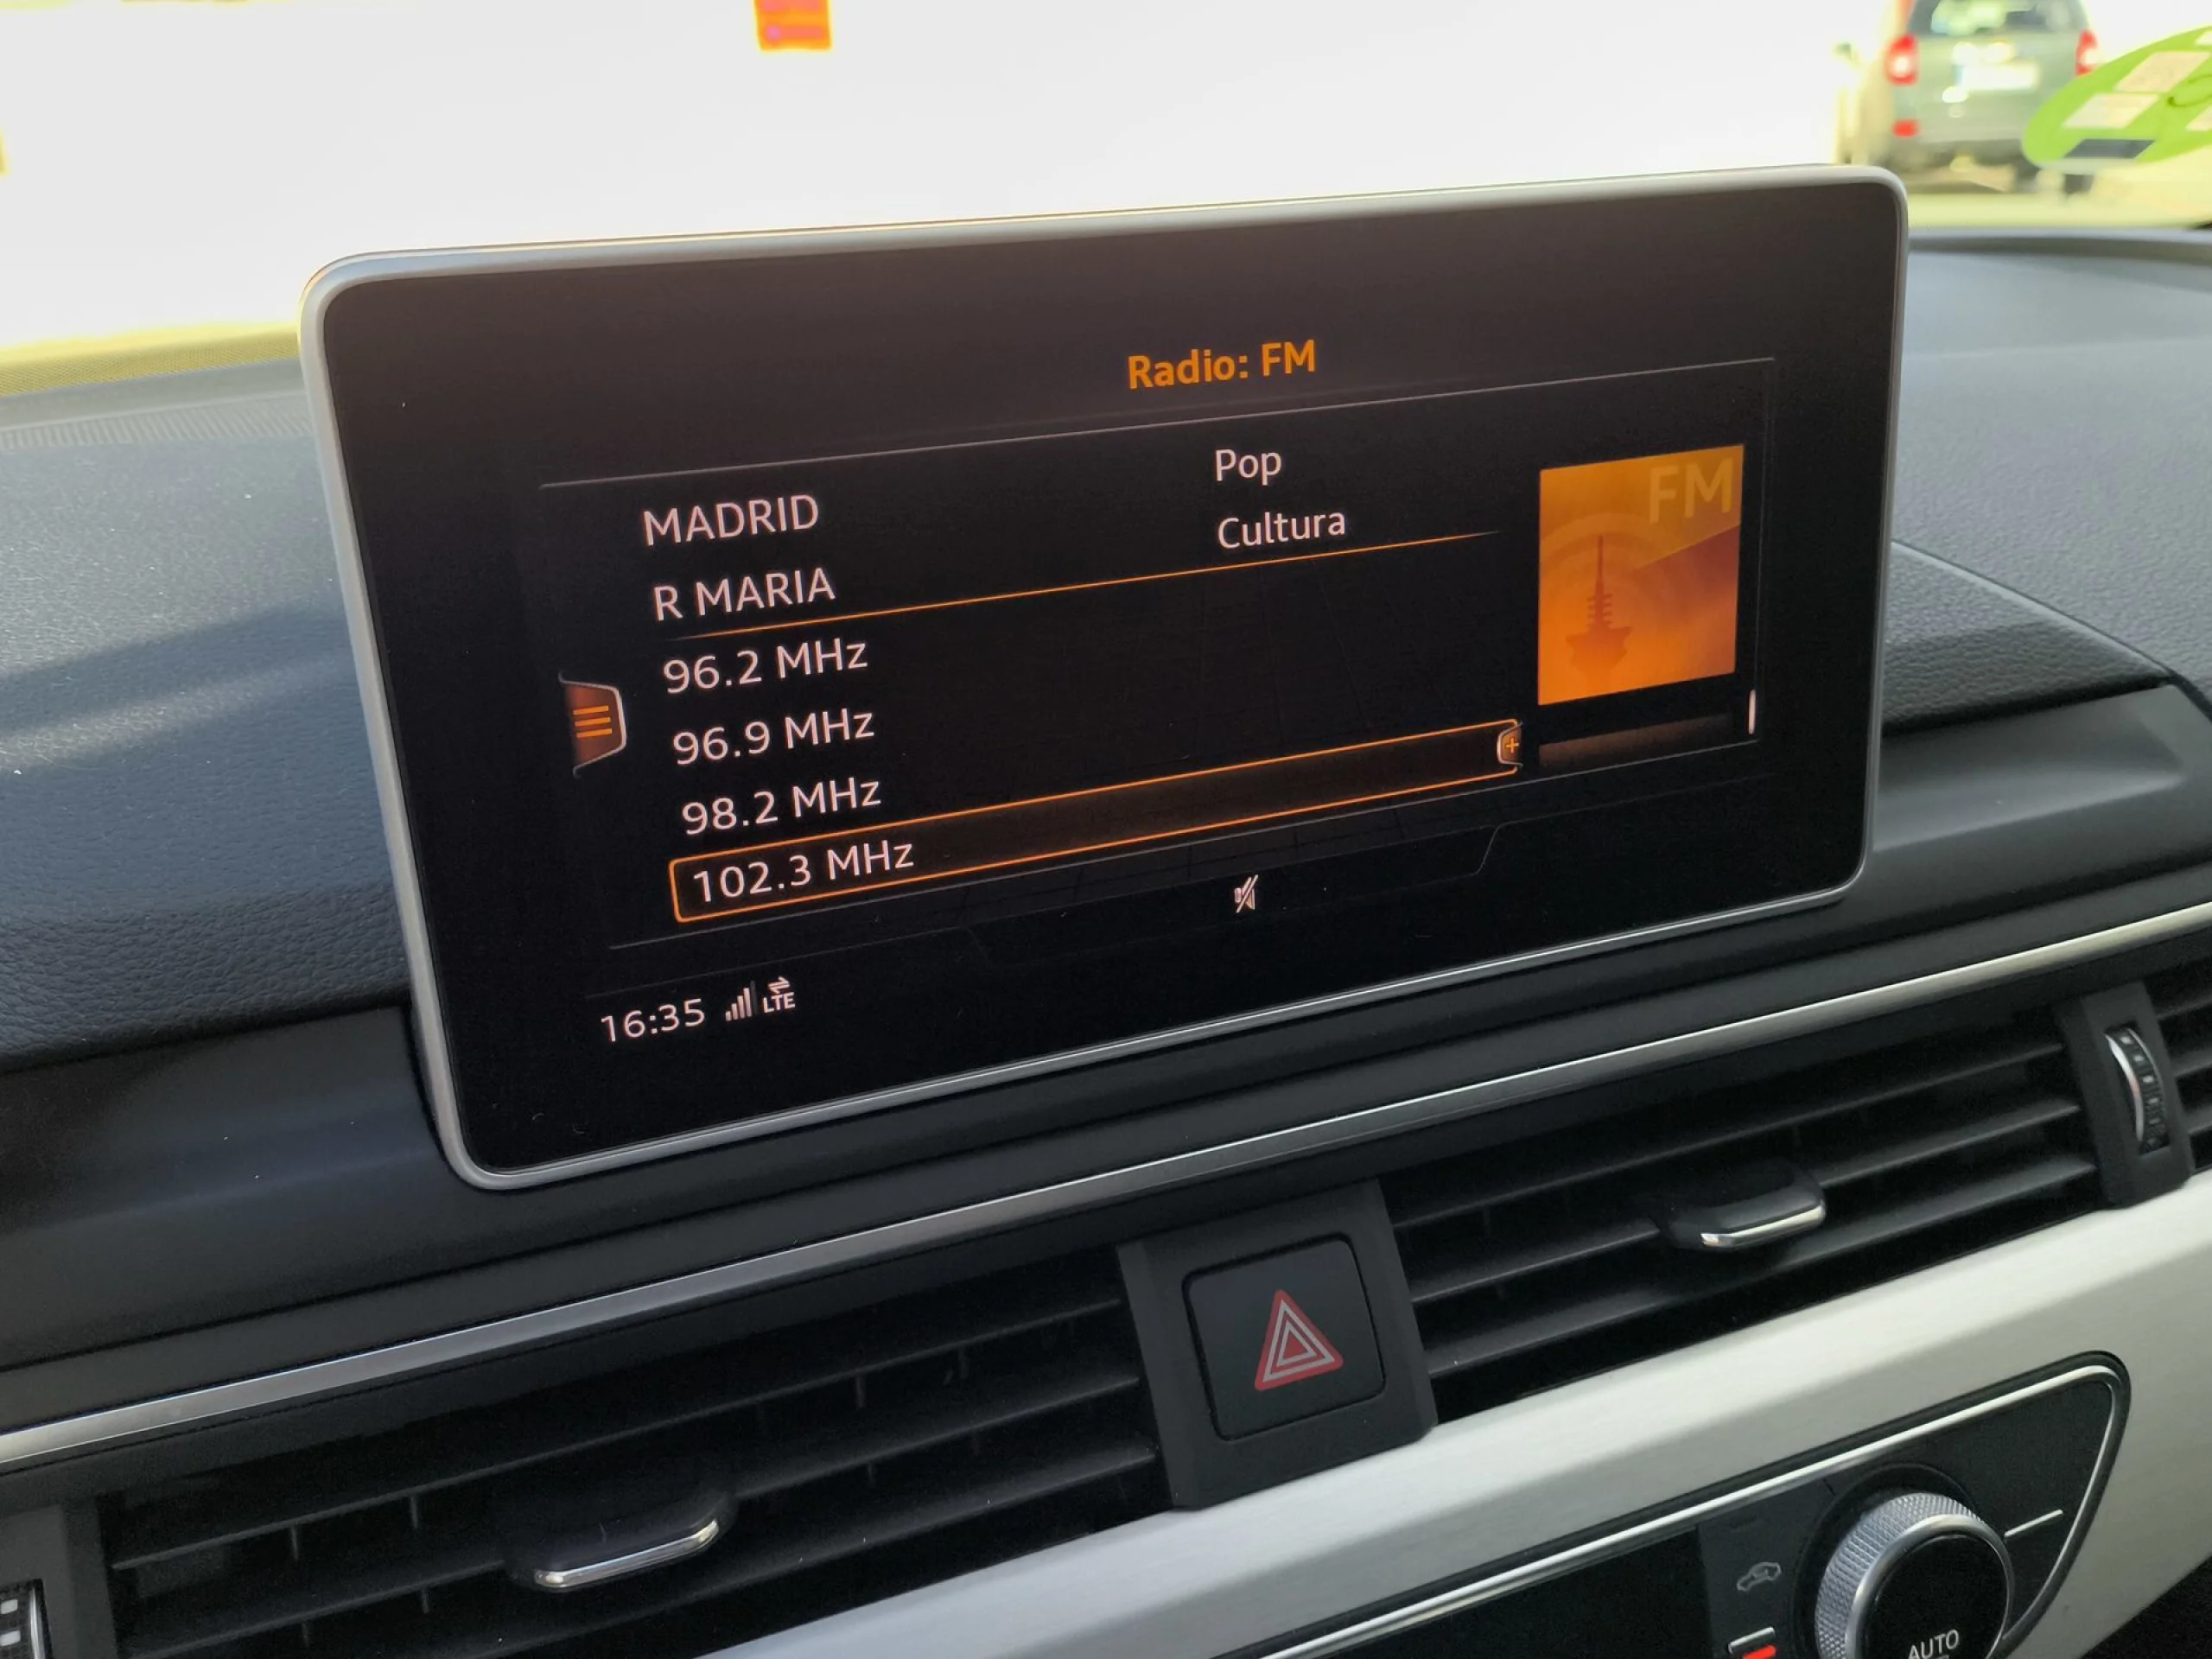 Radio: FM
MADRID Pop
R MARIA Cultura
96.2 MHz
96.9 MHz
98.2 MHz
102.3 MHz
FM
16:35 LTE
AUTO